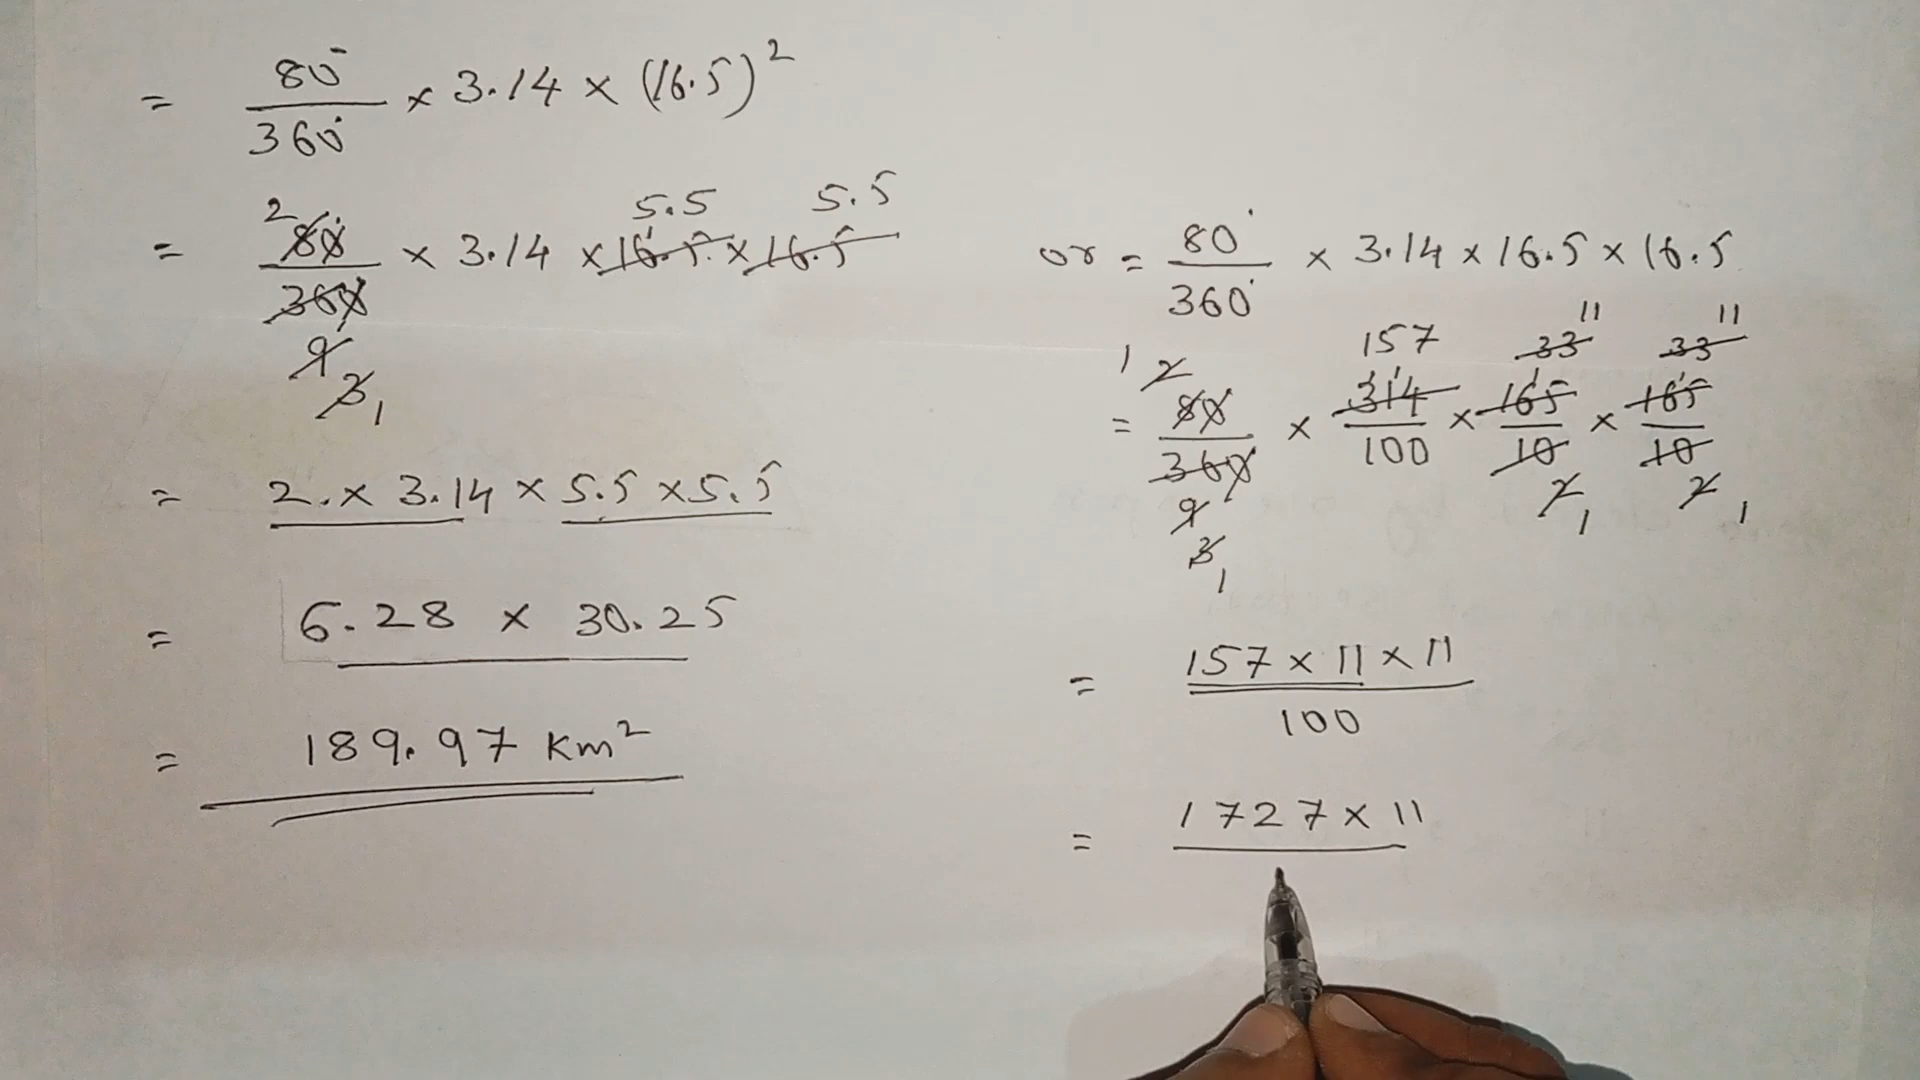 = 80°/360° × 3.14 × (16.5)²
= 80°/360° × 3.14 × 16.5 × 16.5
2 5.5 5.5
9 3 1
= 2 × 3.14 × 5.5 × 5.5
= 6.28 × 30.25
= 189.97 km²
or = 80°/360° × 3.14 × 16.5 × 16.5
1 2 157 33 11 33 11
= 80/360 × 314/100 × 165/10 × 165/10
9 3 1 2 1 2 1
= 157 × 11 × 11/100
= 1727 × 11